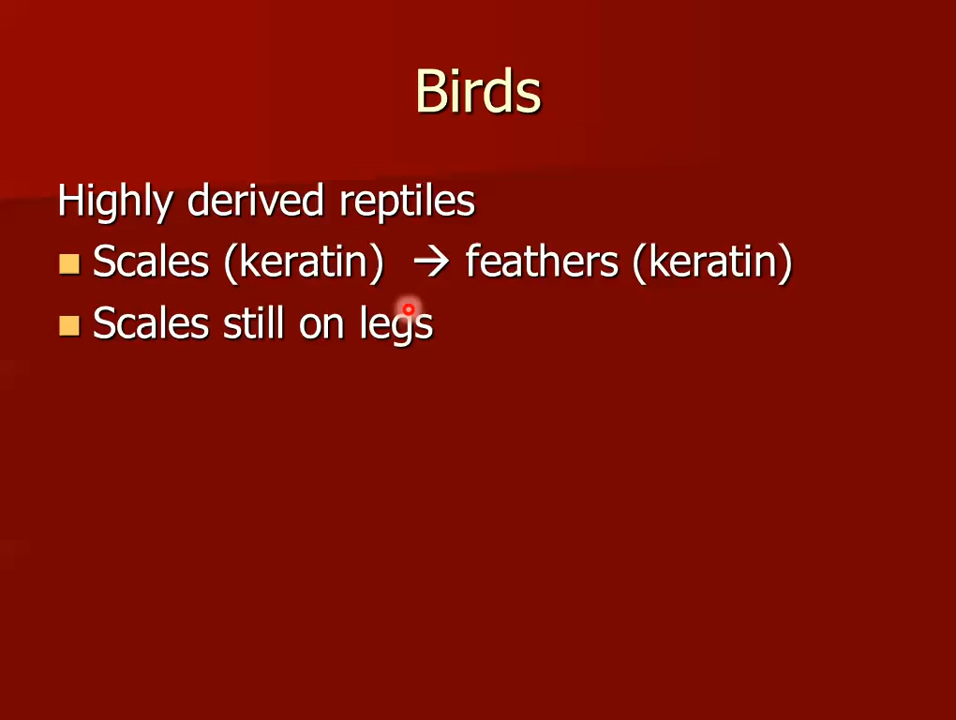 Birds
Highly derived reptiles
■ Scales (keratin) → feathers (keratin)
■ Scales still on legs